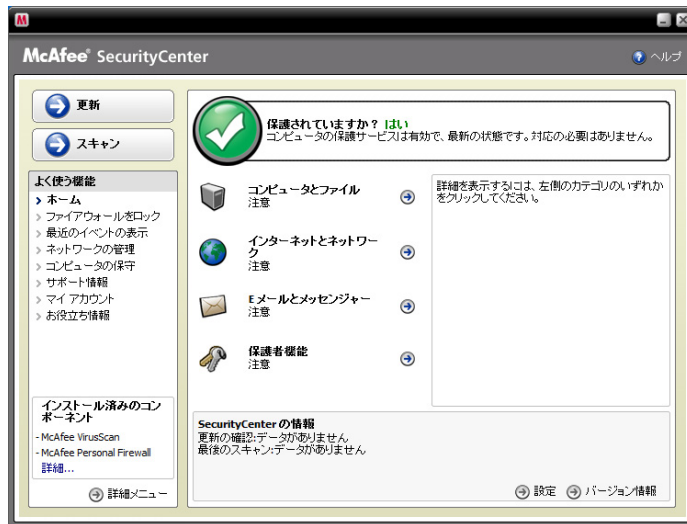 McAfee® SecurityCenter
ヘルプ
更新
スキャン
よく使う機能
ホーム
ファイアウォールをロック
最近のイベントの表示
ネットワークの管理
コンピュータの保守
サポート情報
マイ アカウント
お役立ち情報
インストール済みのコン
ポーネント
- McAfee VirusScan
- McAfee Personal Firewall
詳細...
詳細メニュー
保護されていますか? はい
コンピュータの保護サービスは有効で、最新の状態です。対応の必要はありません。
コンピュータとファイル
注意
インターネットとネットワー
ク
注意
Eメールとメッセンジャー
注意
保護者機能
注意
詳細を表示するには、左側のカテゴリのいずれか
をクリックしてください。
SecurityCenter の情報
更新の確認:データがありません
最後のスキャン:データがありません
設定
バージョン情報